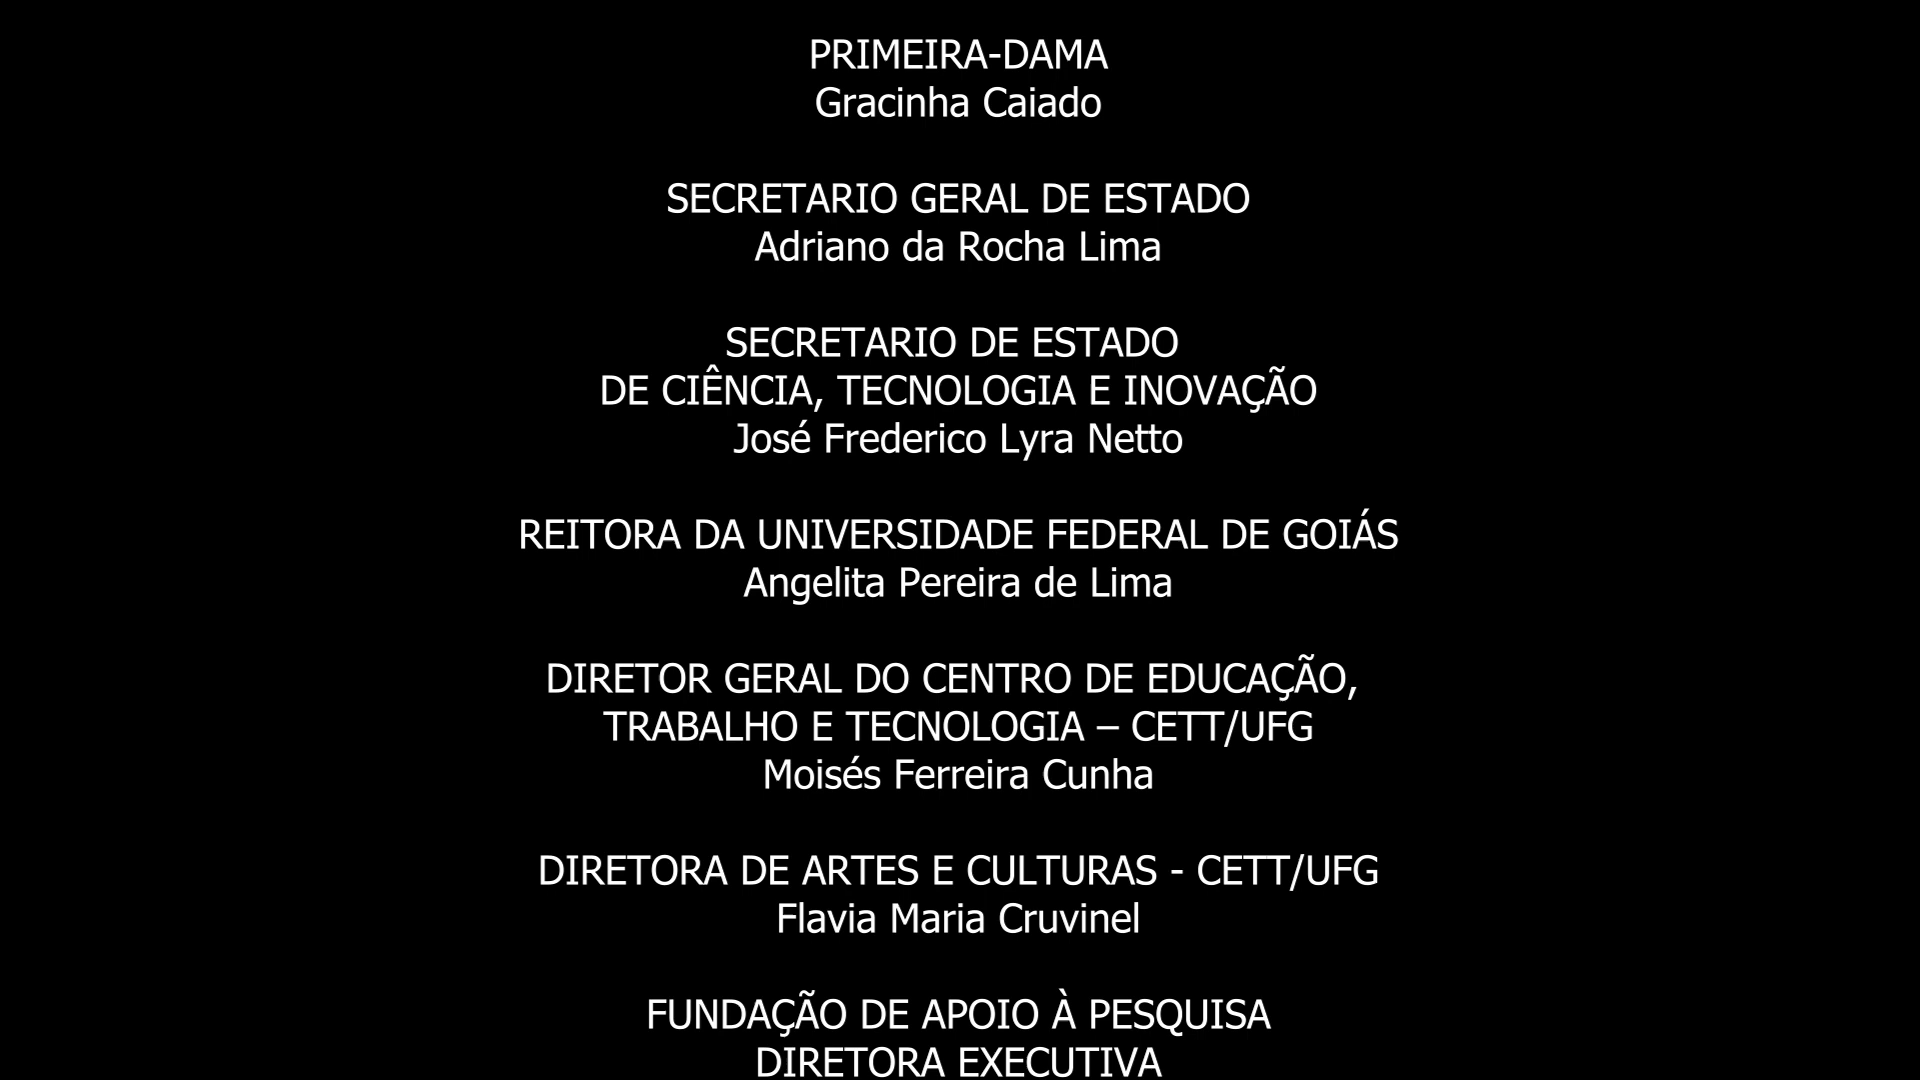 PRIMEIRA-DAMA
Gracinha Caiado
SECRETARIO GERAL DE ESTADO
Adriano da Rocha Lima
SECRETARIO DE ESTADO
DE CIÊNCIA, TECNOLOGIA E INOVAÇÃO
José Frederico Lyra Netto
REITORA DA UNIVERSIDADE FEDERAL DE GOIÁS
Angelita Pereira de Lima
DIRETOR GERAL DO CENTRO DE EDUCAÇÃO,
TRABALHO E TECNOLOGIA – CETT/UFG
Moisés Ferreira Cunha
DIRETORA DE ARTES E CULTURAS - CETT/UFG
Flavia Maria Cruvinel
FUNDAÇÃO DE APOIO À PESQUISA
DIRETORA EXECUTIVA